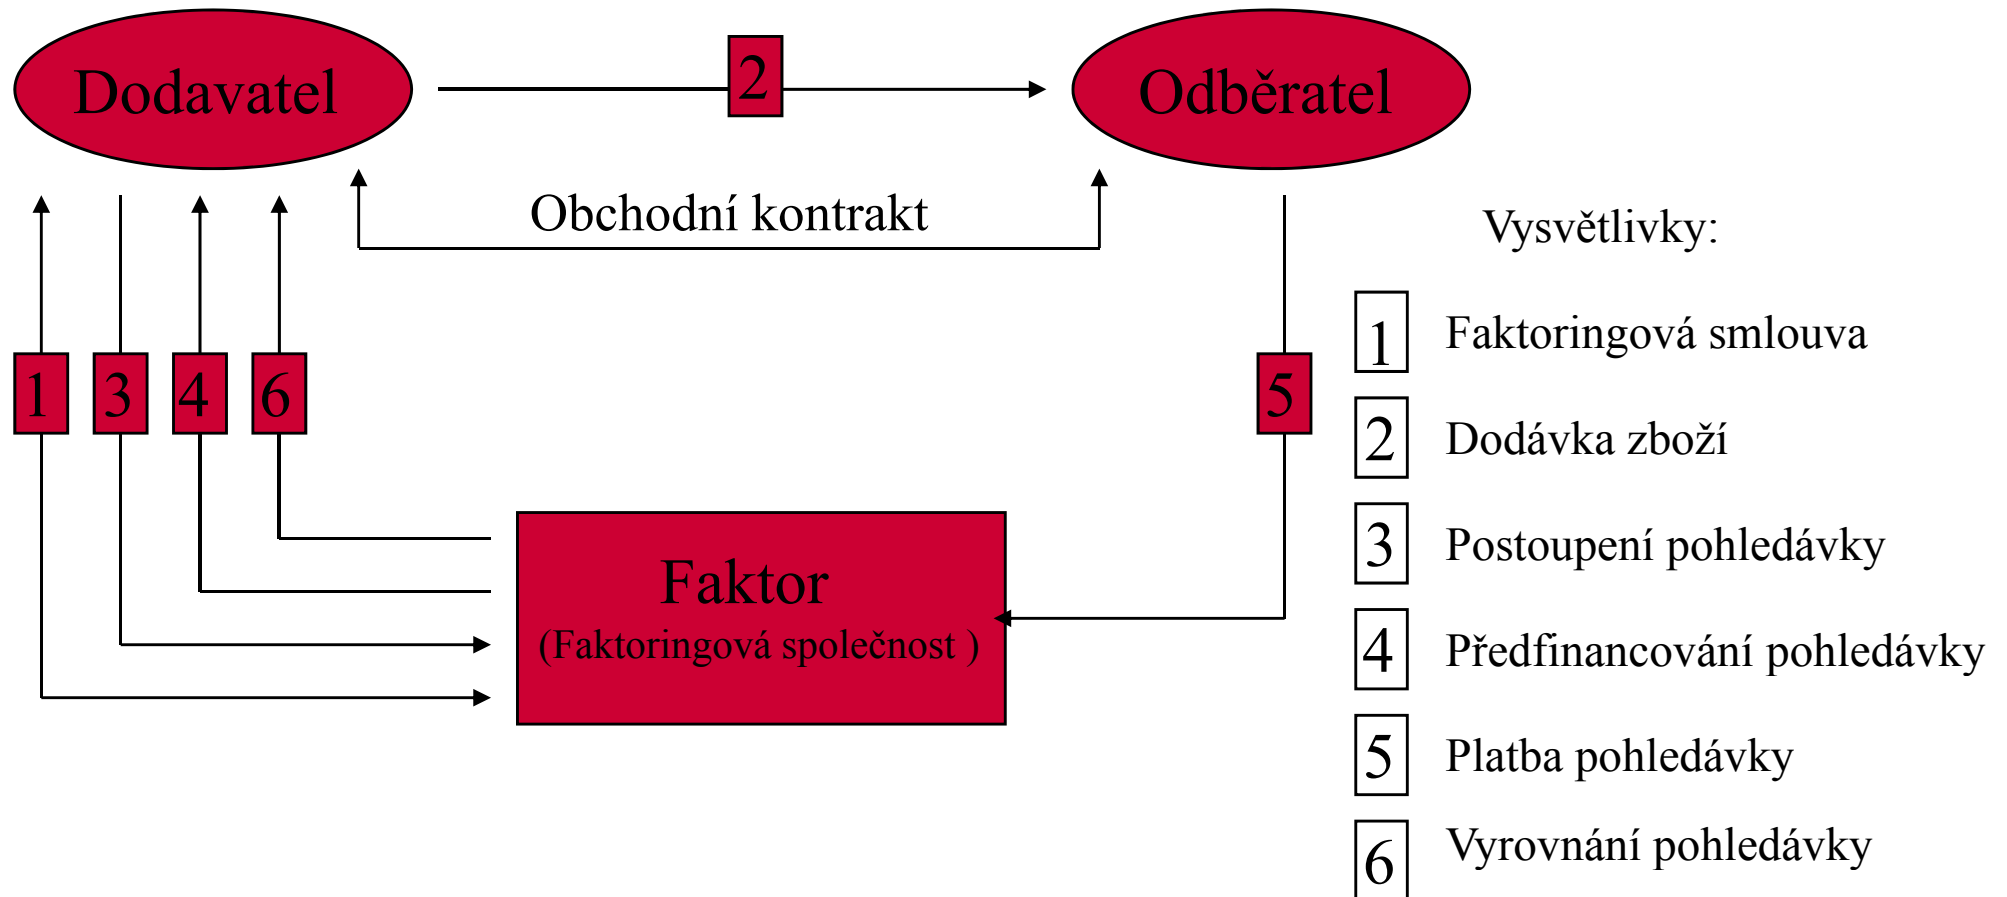 Dodavatel
2
Odběratel
Obchodní kontrakt
1
3
4
6
5
Faktor
(Faktoringová společnost )
Vysvětlivky:
1 Faktoringová smlouva
2 Dodávka zboží
3 Postoupení pohledávky
4 Předfinancování pohledávky
5 Platba pohledávky
6 Vyrovnání pohledávky